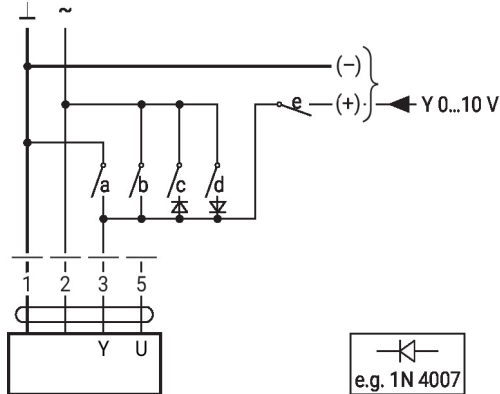 ⊥ ~
(–)
e (+) Y 0...10 V
a b c d
1 2 3 5
Y U
e.g. 1N 4007